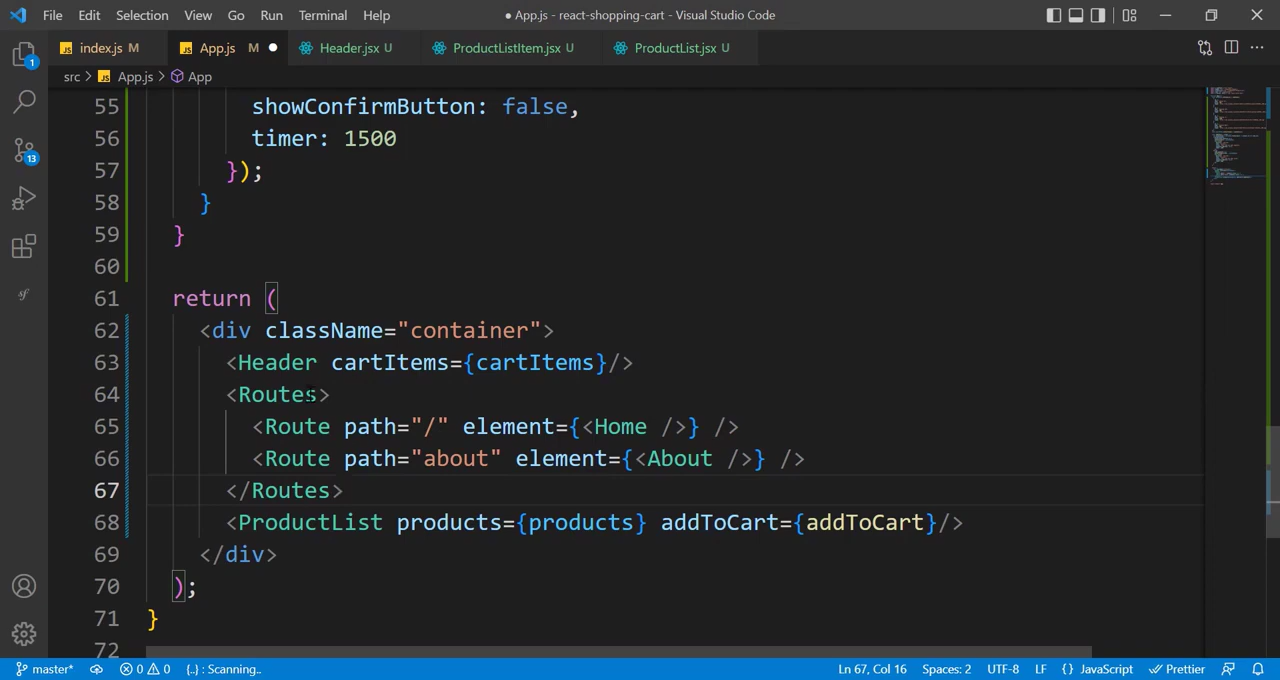 File Edit Selection View Go Run Terminal Help ● App.js - react-shopping-cart - Visual Studio Code
JS index.js M JS App.js M ● Header.jsx U ProductListItem.jsx U ProductList.jsx U
src > JS App.js > App
55 showConfirmButton: false,
56 timer: 1500
57 });
58 }
59 }
60
61 return (
62 <div className="container">
63 <Header cartItems={cartItems}/>
64 <Routes>
65 <Route path="/" element={<Home />} />
66 <Route path="about" element={<About />} />
67 </Routes>
68 <ProductList products={products} addToCart={addToCart}/>
69 </div>
70 );
71 }
72
1
13
master* 0 0 {..} : Scanning.. Ln 67, Col 16 Spaces: 2 UTF-8 LF {} JavaScript Prettier